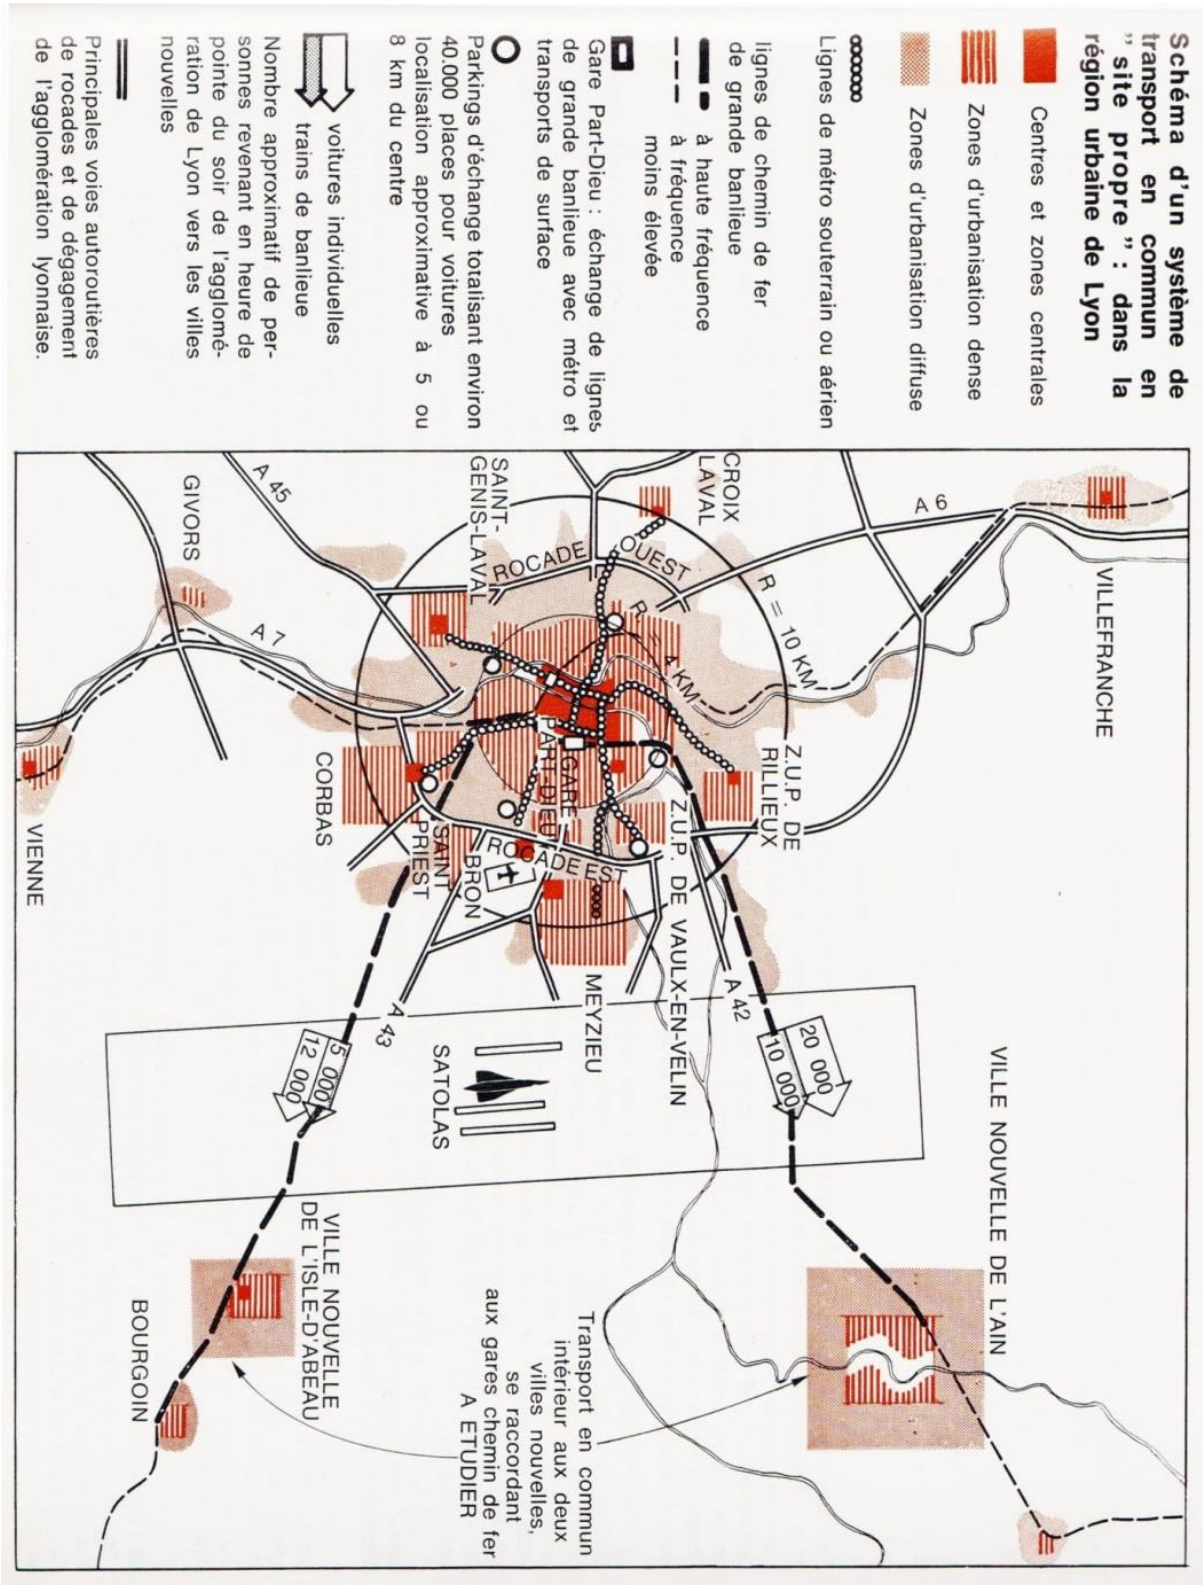 Schéma d'un système de
transport en commun en
" site propre " : dans la
région urbaine de Lyon
Centres et zones centrales
Zones d'urbanisation dense
Zones d'urbanisation diffuse
Lignes de métro souterrain ou aérien
lignes de chemin de fer
de grande banlieue
à haute fréquence
à fréquence
moins élevée
Gare Part-Dieu : échange de lignes
de grande banlieue avec métro et
transports de surface
Parkings d'échange totalisant environ
40.000 places pour voitures
localisation approximative à 5 ou
8 km du centre
voitures individuelles
trains de banlieue
Nombre approximatif de per-
sonnes revenant en heure de
pointe du soir de l'agglomé-
ration de Lyon vers les villes
nouvelles
Principales voies autoroutières
de rocades et de dégagement
de l'agglomération lyonnaise.
VILLEFRANCHE
A 6
CROIX
LAVAL
ROCADE OUEST
R = 10 KM
R = 4 KM
SAINT-
GENIS-LAVAL
A 45
GIVORS
A 7
Z.U.P. DE
RILLIEUX
GARE
PART-DIEU
Z.U.P. DE VAULX-EN-VELIN
ROCADE EST
BRON
SAINT
PRIEST
CORBAS
VIENNE
MEYZIEU
A 42
A 43
SATOLAS
20 000
10 000
5 000
12 000
VILLE NOUVELLE DE L'AIN
VILLE NOUVELLE
DE L'ISLE-D'ABEAU
BOURGOIN
Transport en commun
intérieur aux deux
villes nouvelles,
se raccordant
aux gares chemin de fer
A ETUDIER